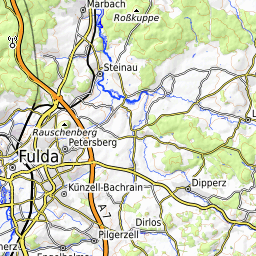 Marbach
Roßkuppe
Steinau
Rauschenberg
Petersberg
Fulda
Künzell-Bachrain
Dipperz
A 7
Dirlos
Pilgerzell